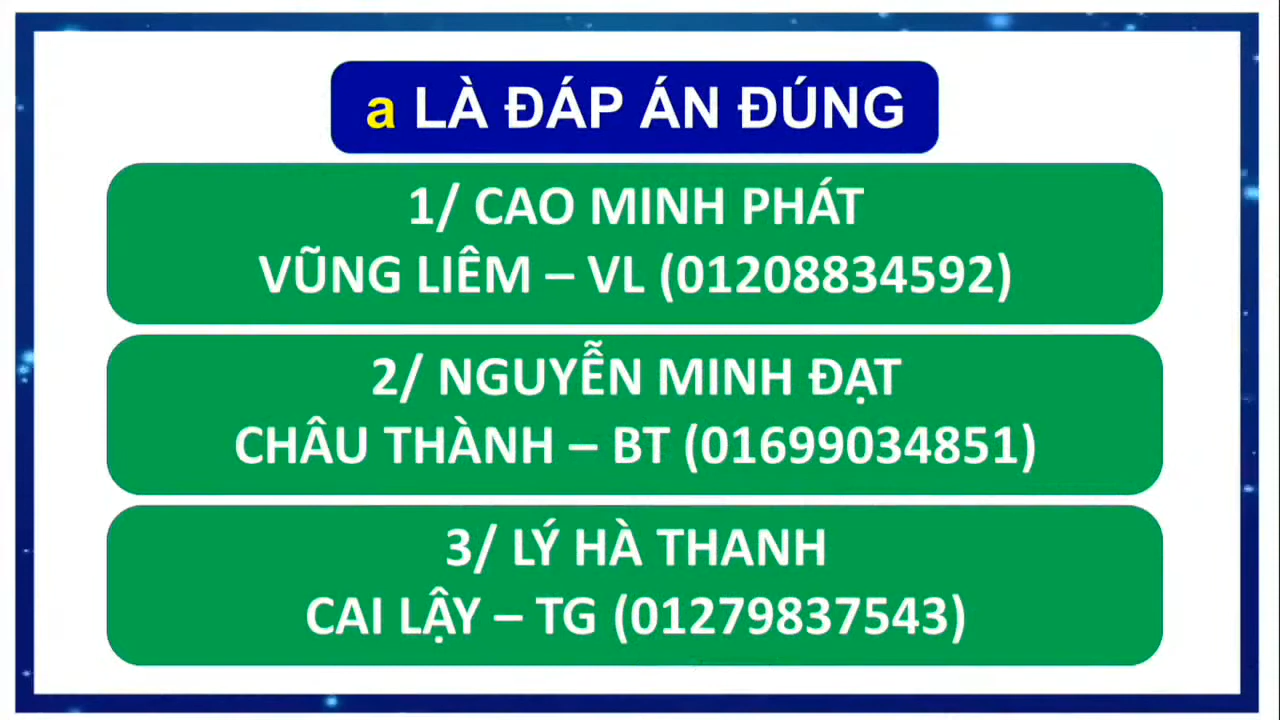 a LÀ ĐÁP ÁN ĐÚNG
1/ CAO MINH PHÁT
VŨNG LIÊM – VL (01208834592)
2/ NGUYỄN MINH ĐẠT
CHÂU THÀNH – BT (01699034851)
3/ LÝ HÀ THANH
CAI LẬY – TG (01279837543)